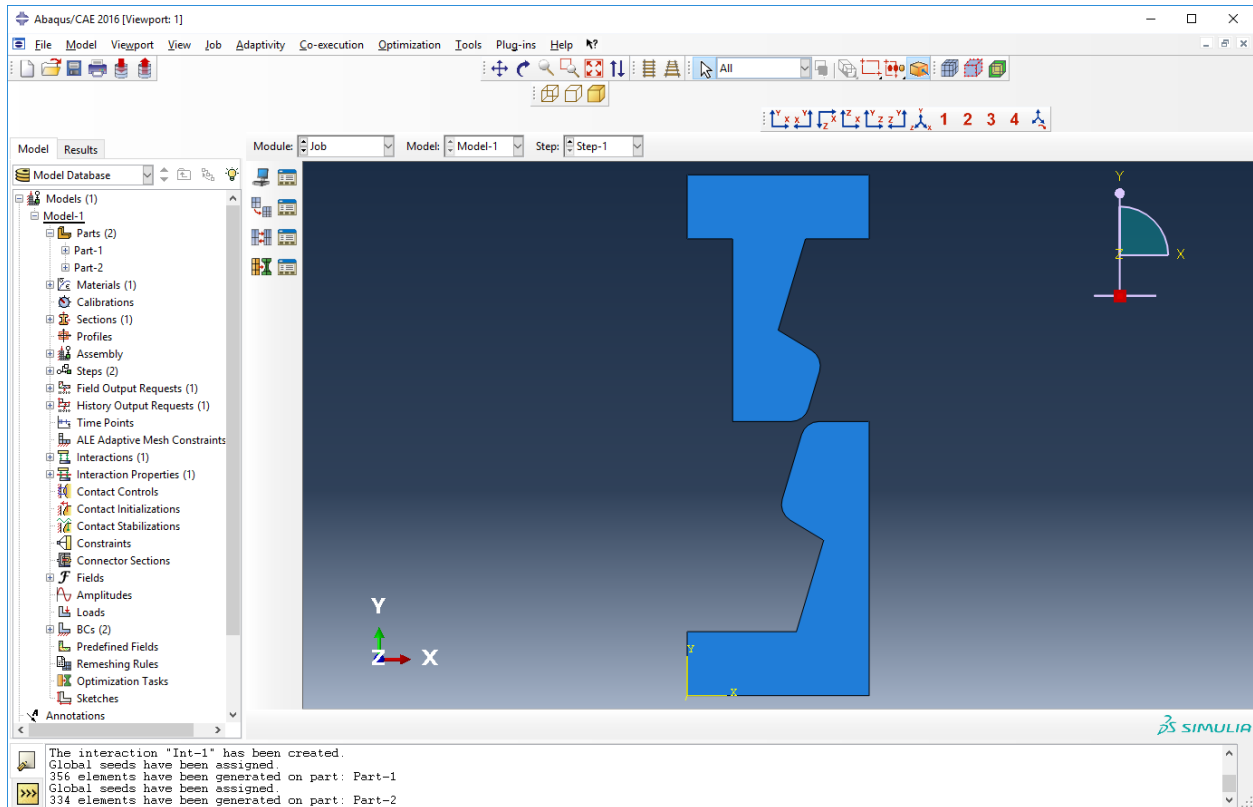 Abaqus/CAE 2016 [Viewport: 1]
File Model Viewport View Job Adaptivity Co-execution Optimization Tools Plug-ins Help
All
1 2 3 4
Model Results
Module: Job Model: Model-1 Step: Step-1
Model Database
Models (1)
Model-1
Parts (2)
Part-1
Part-2
Materials (1)
Calibrations
Sections (1)
Profiles
Assembly
Steps (2)
Field Output Requests (1)
History Output Requests (1)
Time Points
ALE Adaptive Mesh Constraints
Interactions (1)
Interaction Properties (1)
Contact Controls
Contact Initializations
Contact Stabilizations
Constraints
Connector Sections
Fields
Amplitudes
Loads
BCs (2)
Predefined Fields
Remeshing Rules
Optimization Tasks
Sketches
Annotations
Y
X
Z
Y
Z X
Y
X
SIMULIA
The interaction "Int-1" has been created.
Global seeds have been assigned.
356 elements have been generated on part: Part-1
Global seeds have been assigned.
334 elements have been generated on part: Part-2